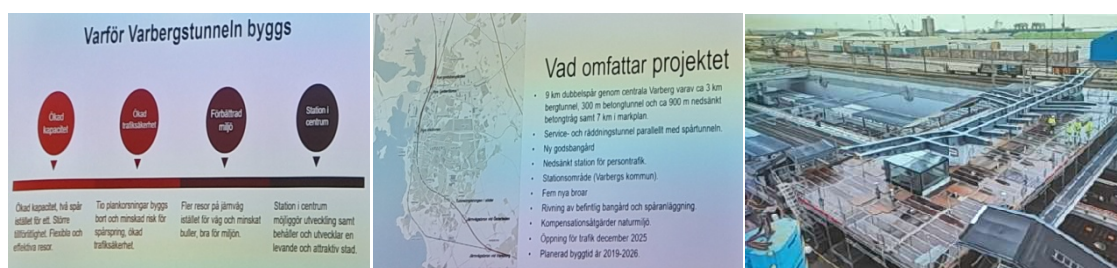 Varför Varbergstunneln byggs
Ökad
kapacitet
Ökad
trafiksäkerhet
Förbättrad
miljö
Station i
centrum
Ökad kapacitet, två spår
istället för ett. Större
tillförlitlighet. Flexibla och
effektiva resor.
Tio plankorsningar byggs
bort och minskad risk för
spårspring, ökad
trafiksäkerhet.
Fler resor på järnväg
istället för väg och minskat
buller, bra för miljön.
Station i centrum
möjliggör utveckling samt
behåller och utvecklar en
levande och attraktiv stad.
Vad omfattar projektet
• 9 km dubbelspår genom centrala Varberg varav ca 3 km
bergtunnel, 300 m betongtunnel och ca 900 m nedsänkt
betongtråg samt 7 km i markplan.
• Service- och räddningstunnel parallellt med spårtunneln.
• Ny godsbangård
• Nedsänkt station för persontrafik.
• Stationsområde (Varbergs kommun)
• Fem nya broar
• Rivning av befintlig bangård och spåranläggning.
• Kompensationsåtgärder naturmiljö.
• Öppning för trafik december 2025
• Planerad byggtid är 2019-2026.